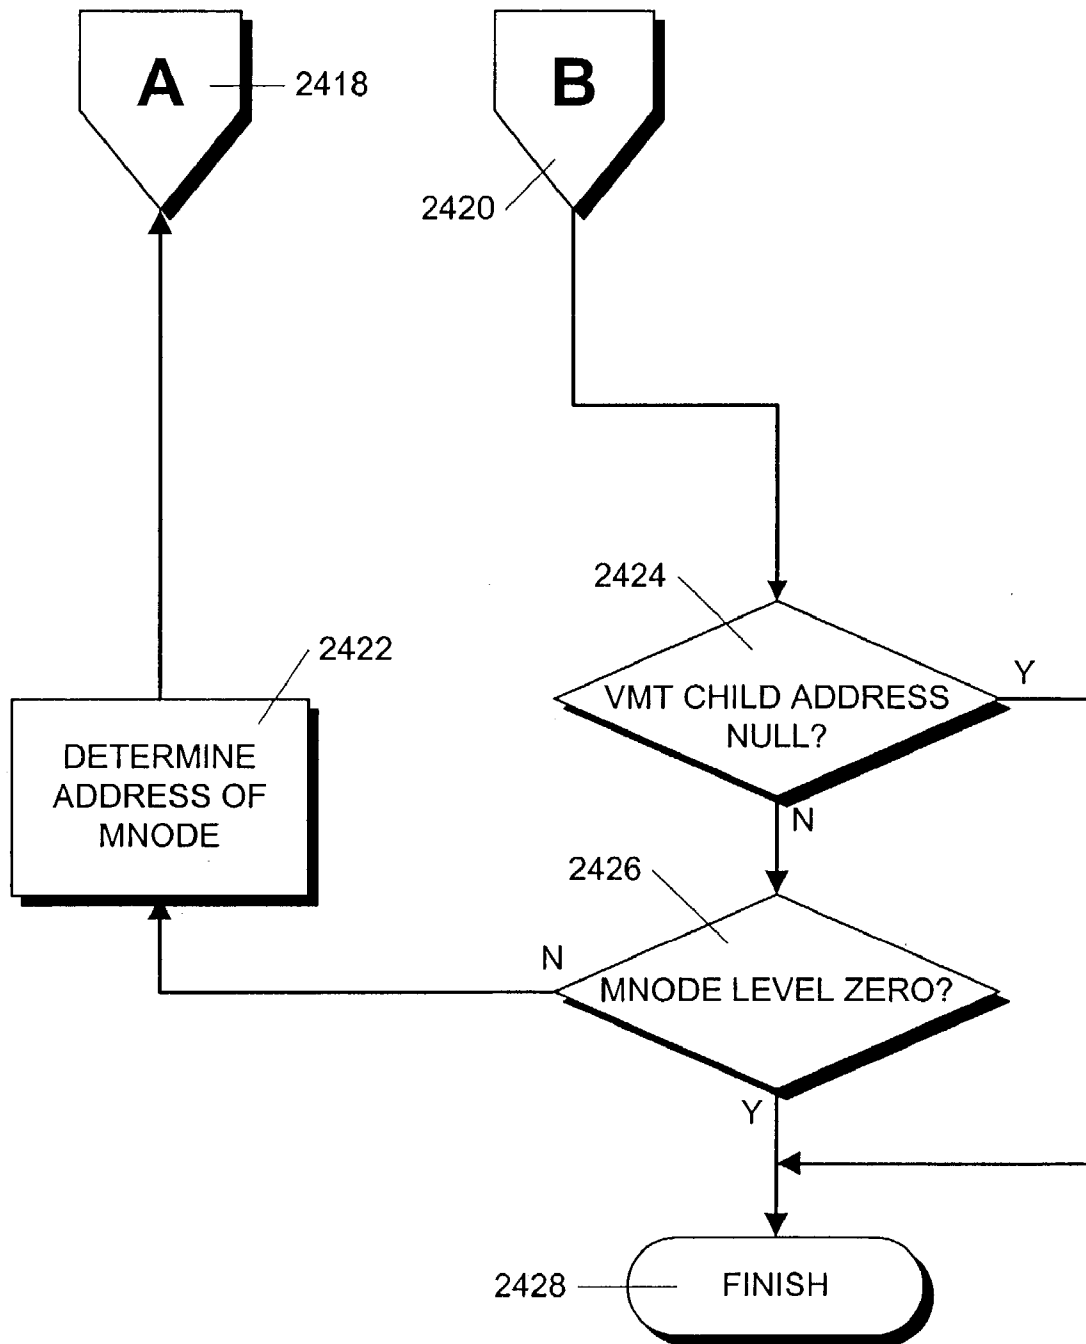 A
2418
B
2420
2424
Y
2422
VMT CHILD ADDRESS
NULL?
DETERMINE
ADDRESS OF
MNODE
N
2426
N
MNODE LEVEL ZERO?
Y
2428
FINISH